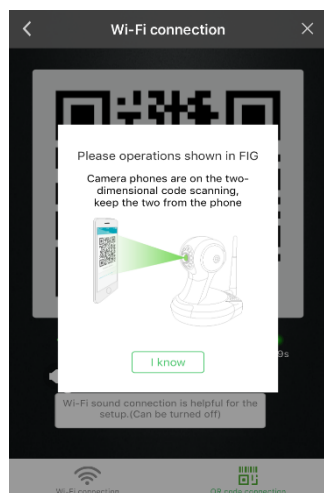 Wi-Fi connection
Please operations shown in FIG
Camera phones are on the two-
dimensional code scanning,
keep the two from the phone
I know
9s
Wi-Fi sound connection is helpful for the
setup.(Can be turned off)
Wi-Fi connection
QR code connection